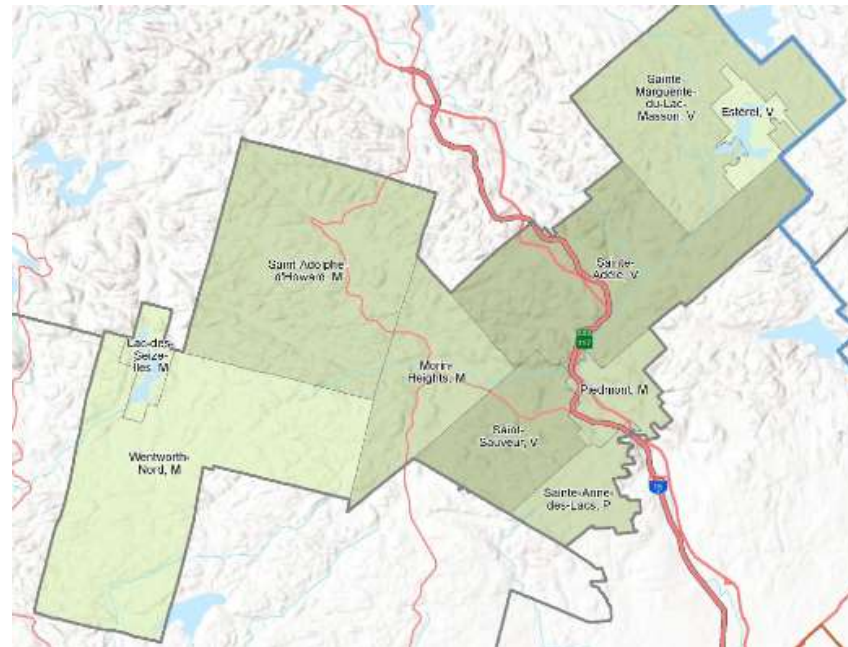 Sainte-
Marguerite-
du-Lac-
Masson, V
Estérel, V
Sainte-
Adèle, V
Saint-Adolphe-
d'Howard, M
Lac-des-
Seize-
Îles, M
Morin-
Heights, M
Piedmont, M
Saint-
Sauveur, V
Wentworth-
Nord, M
Sainte-Anne-
des-Lacs, P
15